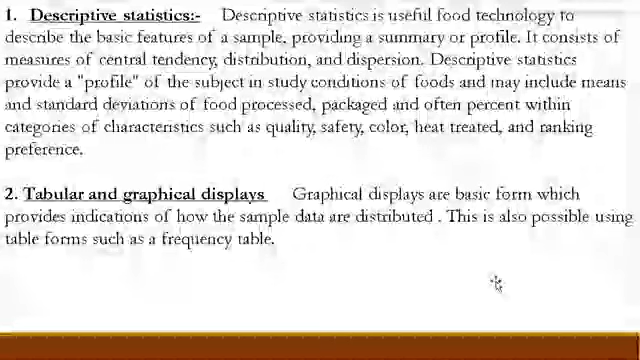 1. Descriptive statistics:- Descriptive statistics is useful food technology to
describe the basic features of a sample, providing a summary or profile. It consists of
measures of central tendency, distribution, and dispersion. Descriptive statistics
provide a "profile" of the subject in study conditions of foods and may include means
and standard deviations of food processed, packaged and often percent within
categories of characteristics such as quality, safety, color, heat treated, and ranking
preference.
2. Tabular and graphical displays Graphical displays are basic form which
provides indications of how the sample data are distributed . This is also possible using
table forms such as a frequency table.